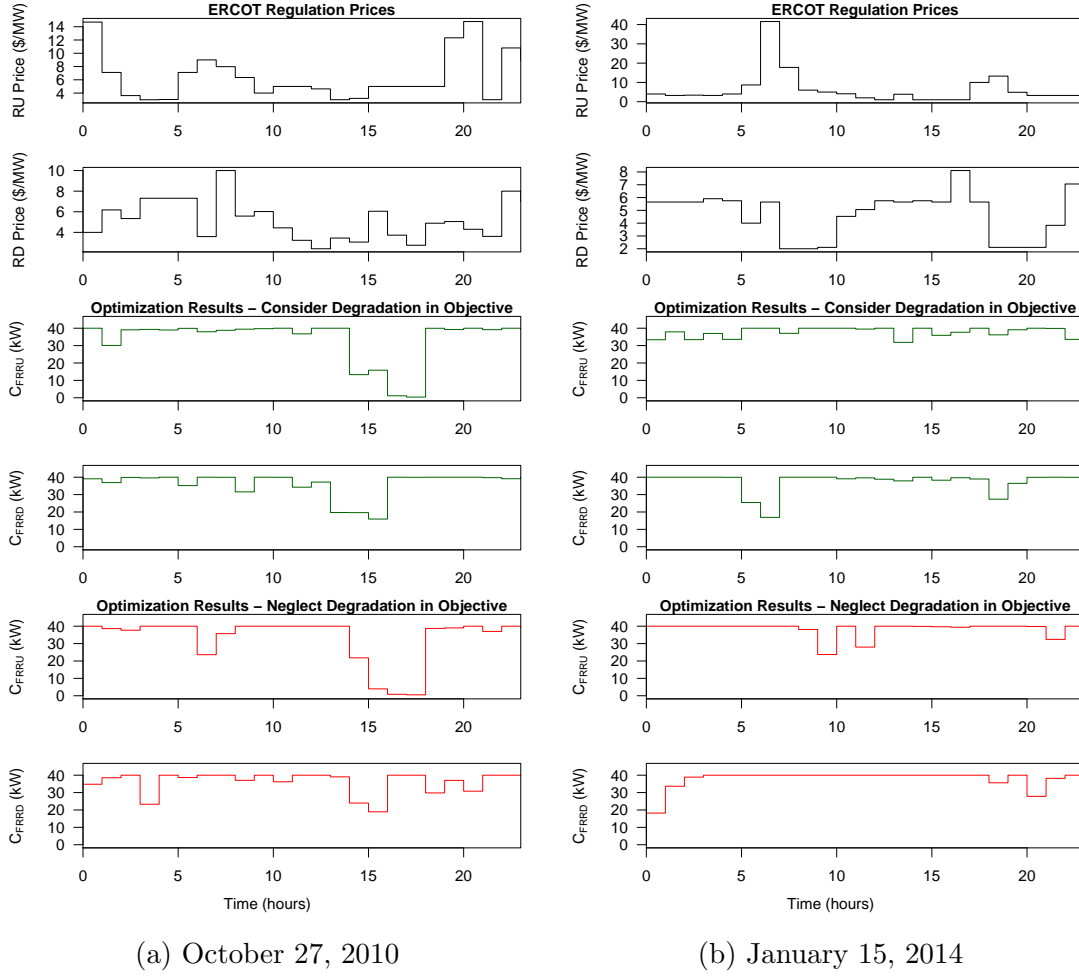 ERCOT Regulation Prices
RU Price ($/MW)
4 6 8 10 12 14
0 5 10 15 20
RD Price ($/MW)
4 6 8 10
0 5 10 15 20
Optimization Results – Consider Degradation in Objective
C_FRRU (kW)
0 10 20 30 40
0 5 10 15 20
C_FRRD (kW)
0 10 20 30 40
0 5 10 15 20
Optimization Results – Neglect Degradation in Objective
C_FRRU (kW)
0 10 20 30 40
0 5 10 15 20
C_FRRD (kW)
0 10 20 30 40
0 5 10 15 20
Time (hours)
(a) October 27, 2010
ERCOT Regulation Prices
RU Price ($/MW)
0 10 20 30 40
0 5 10 15 20
RD Price ($/MW)
2 3 4 5 6 7 8
0 5 10 15 20
Optimization Results – Consider Degradation in Objective
C_FRRU (kW)
0 10 20 30 40
0 5 10 15 20
C_FRRD (kW)
0 10 20 30 40
0 5 10 15 20
Optimization Results – Neglect Degradation in Objective
C_FRRU (kW)
0 10 20 30 40
0 5 10 15 20
C_FRRD (kW)
0 10 20 30 40
0 5 10 15 20
Time (hours)
(b) January 15, 2014